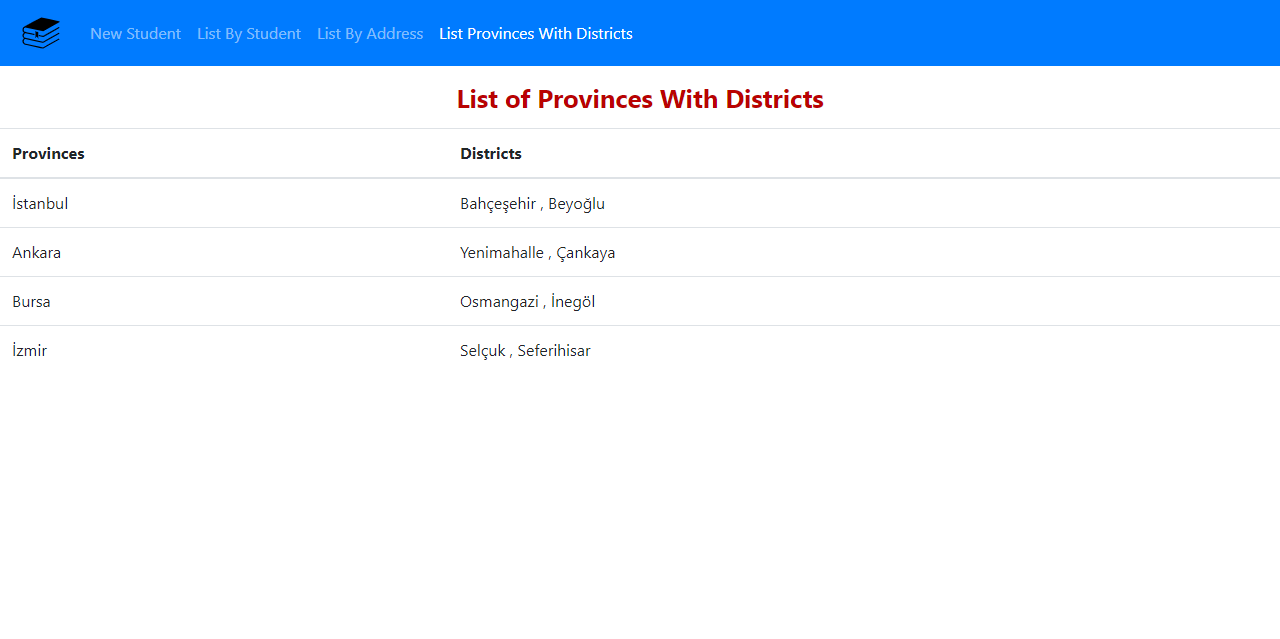 New Student List By Student List By Address List Provinces With Districts
List of Provinces With Districts
Provinces Districts
İstanbul Bahçeşehir , Beyoğlu
Ankara Yenimahalle , Çankaya
Bursa Osmangazi , İnegöl
İzmir Selçuk , Seferihisar